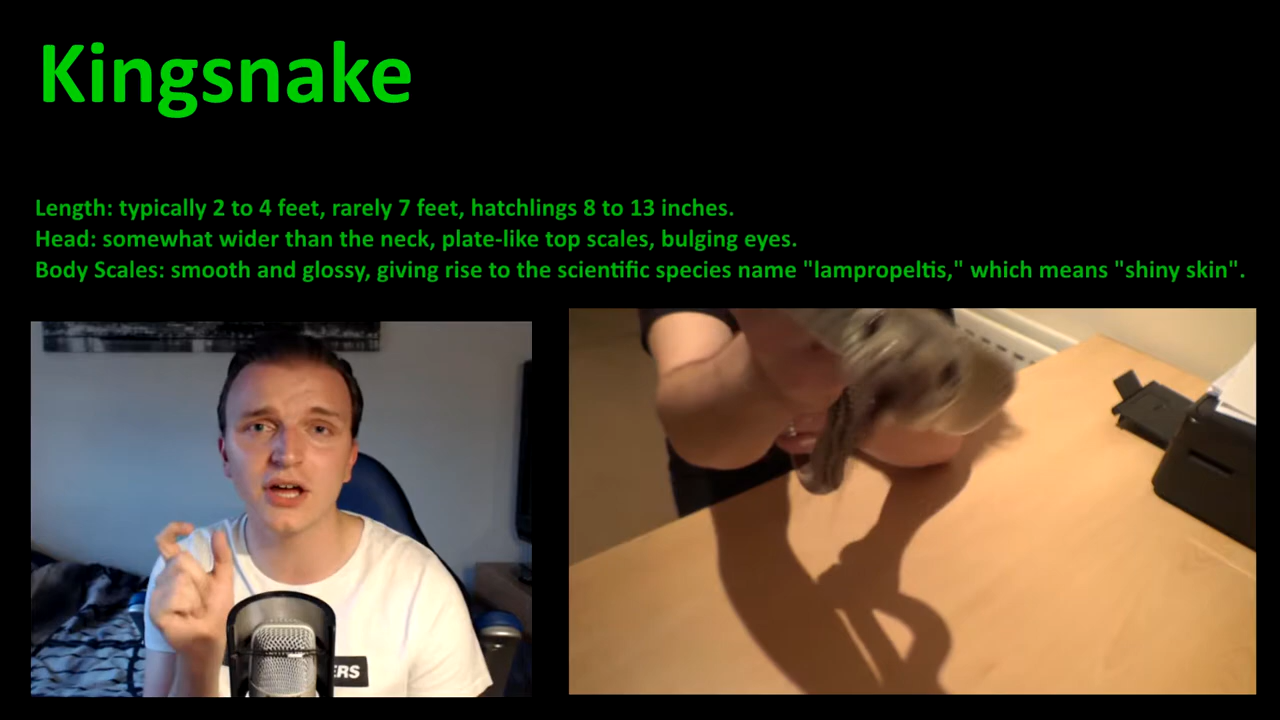 Kingsnake
Length: typically 2 to 4 feet, rarely 7 feet, hatchlings 8 to 13 inches.
Head: somewhat wider than the neck, plate-like top scales, bulging eyes.
Body Scales: smooth and glossy, giving rise to the scientific species name "lampropeltis," which means "shiny skin".
ERS